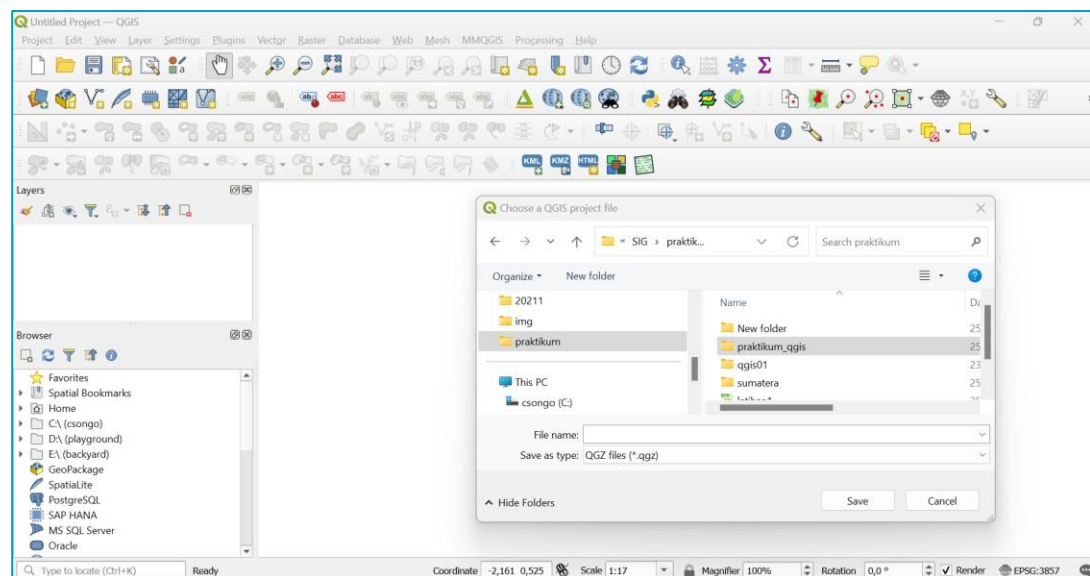 Untitled Project — QGIS
Project Edit View Layer Settings Plugins Vector Raster Database Web Mesh MMQGIS Processing Help
KML KMZ HTML
Layers
Choose a QGIS project file
« SIG › praktik...
Search praktikum
Organize
New folder
20211
img
praktikum
This PC
csongo (C:)
Name
New folder
25
praktikum_qgis
25
qgis01
23
sumatera
25
File name:
Save as type: QGZ files (*.qgz)
Hide Folders
Save
Cancel
Browser
Favorites
Spatial Bookmarks
Home
C:\ (csongo)
D:\ (playground)
E:\ (backyard)
GeoPackage
SpatiaLite
PostgreSQL
SAP HANA
MS SQL Server
Oracle
Type to locate (Ctrl+K)
Ready
Coordinate -2,161 0,525
Scale 1:17
Magnifier 100%
Rotation 0,0 °
Render
EPSG:3857